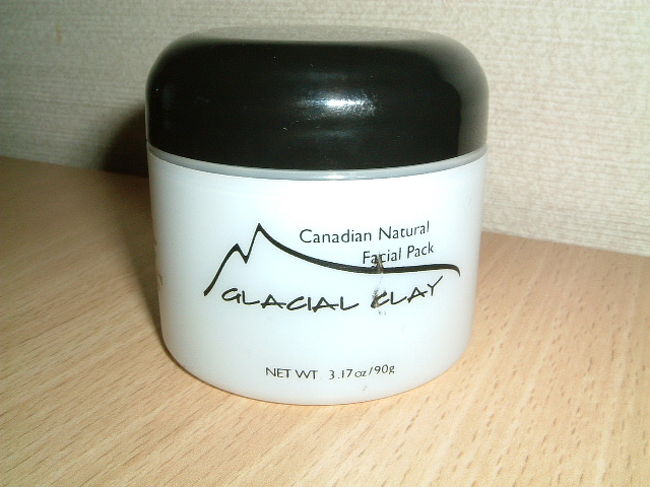 Canadian Natural
Facial Pack
GLACIAL CLAY
NET WT 3.17oz/90g